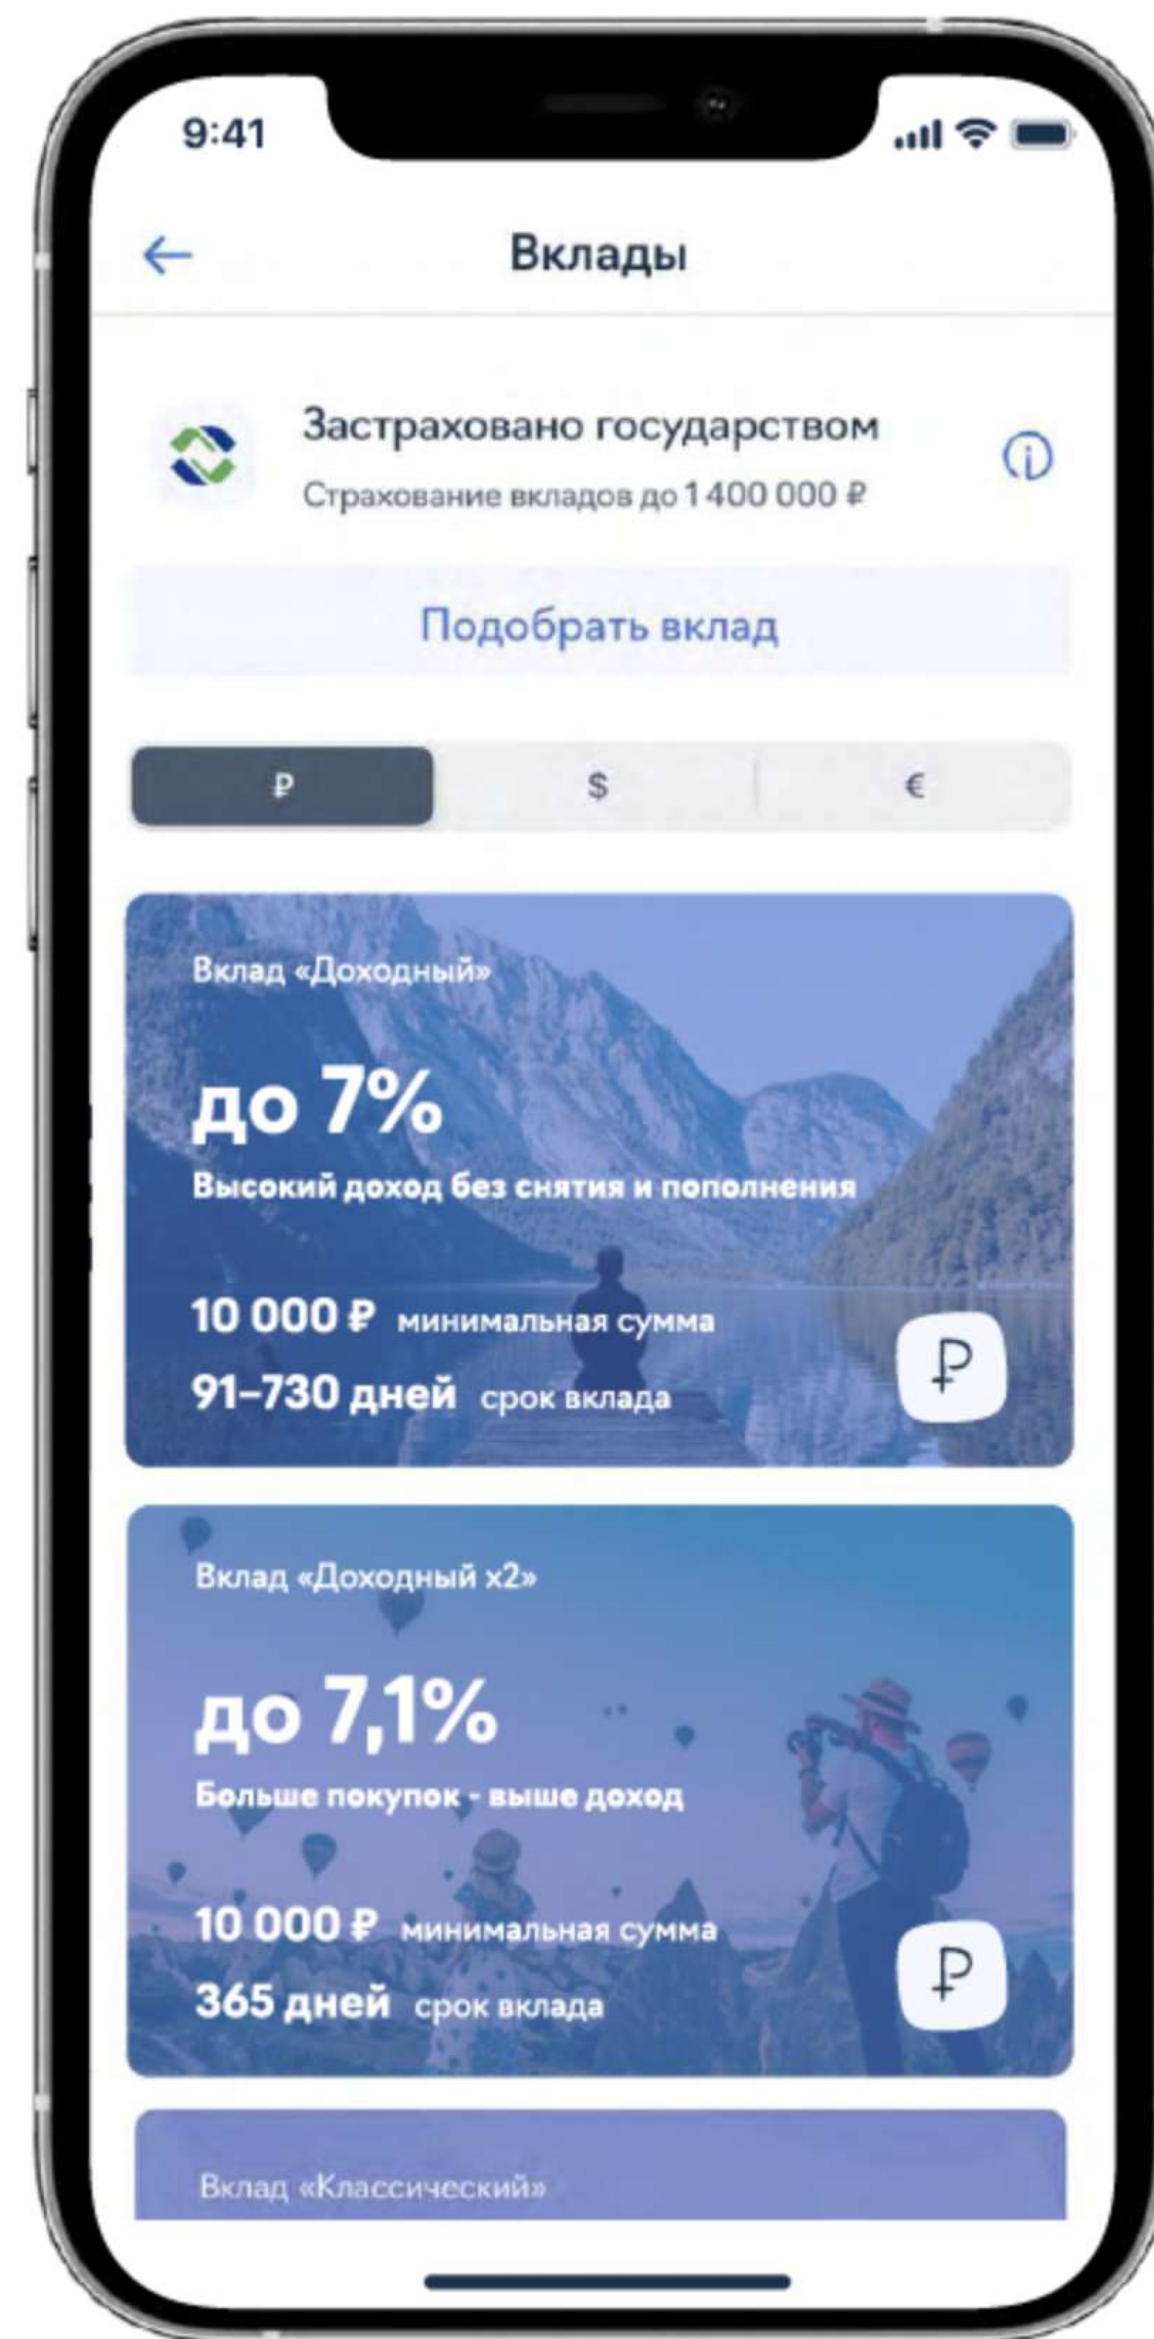 9:41
Вклады
Застраховано государством
Страхование вкладов до 1 400 000 ₽
Подобрать вклад
₽ $ €
Вклад «Доходный»
до 7%
Высокий доход без снятия и пополнения
10 000 ₽ минимальная сумма
91–730 дней срок вклада
₽
Вклад «Доходный x2»
до 7,1%
Больше покупок - выше доход
10 000 ₽ минимальная сумма
365 дней срок вклада
₽
Вклад «Классический»